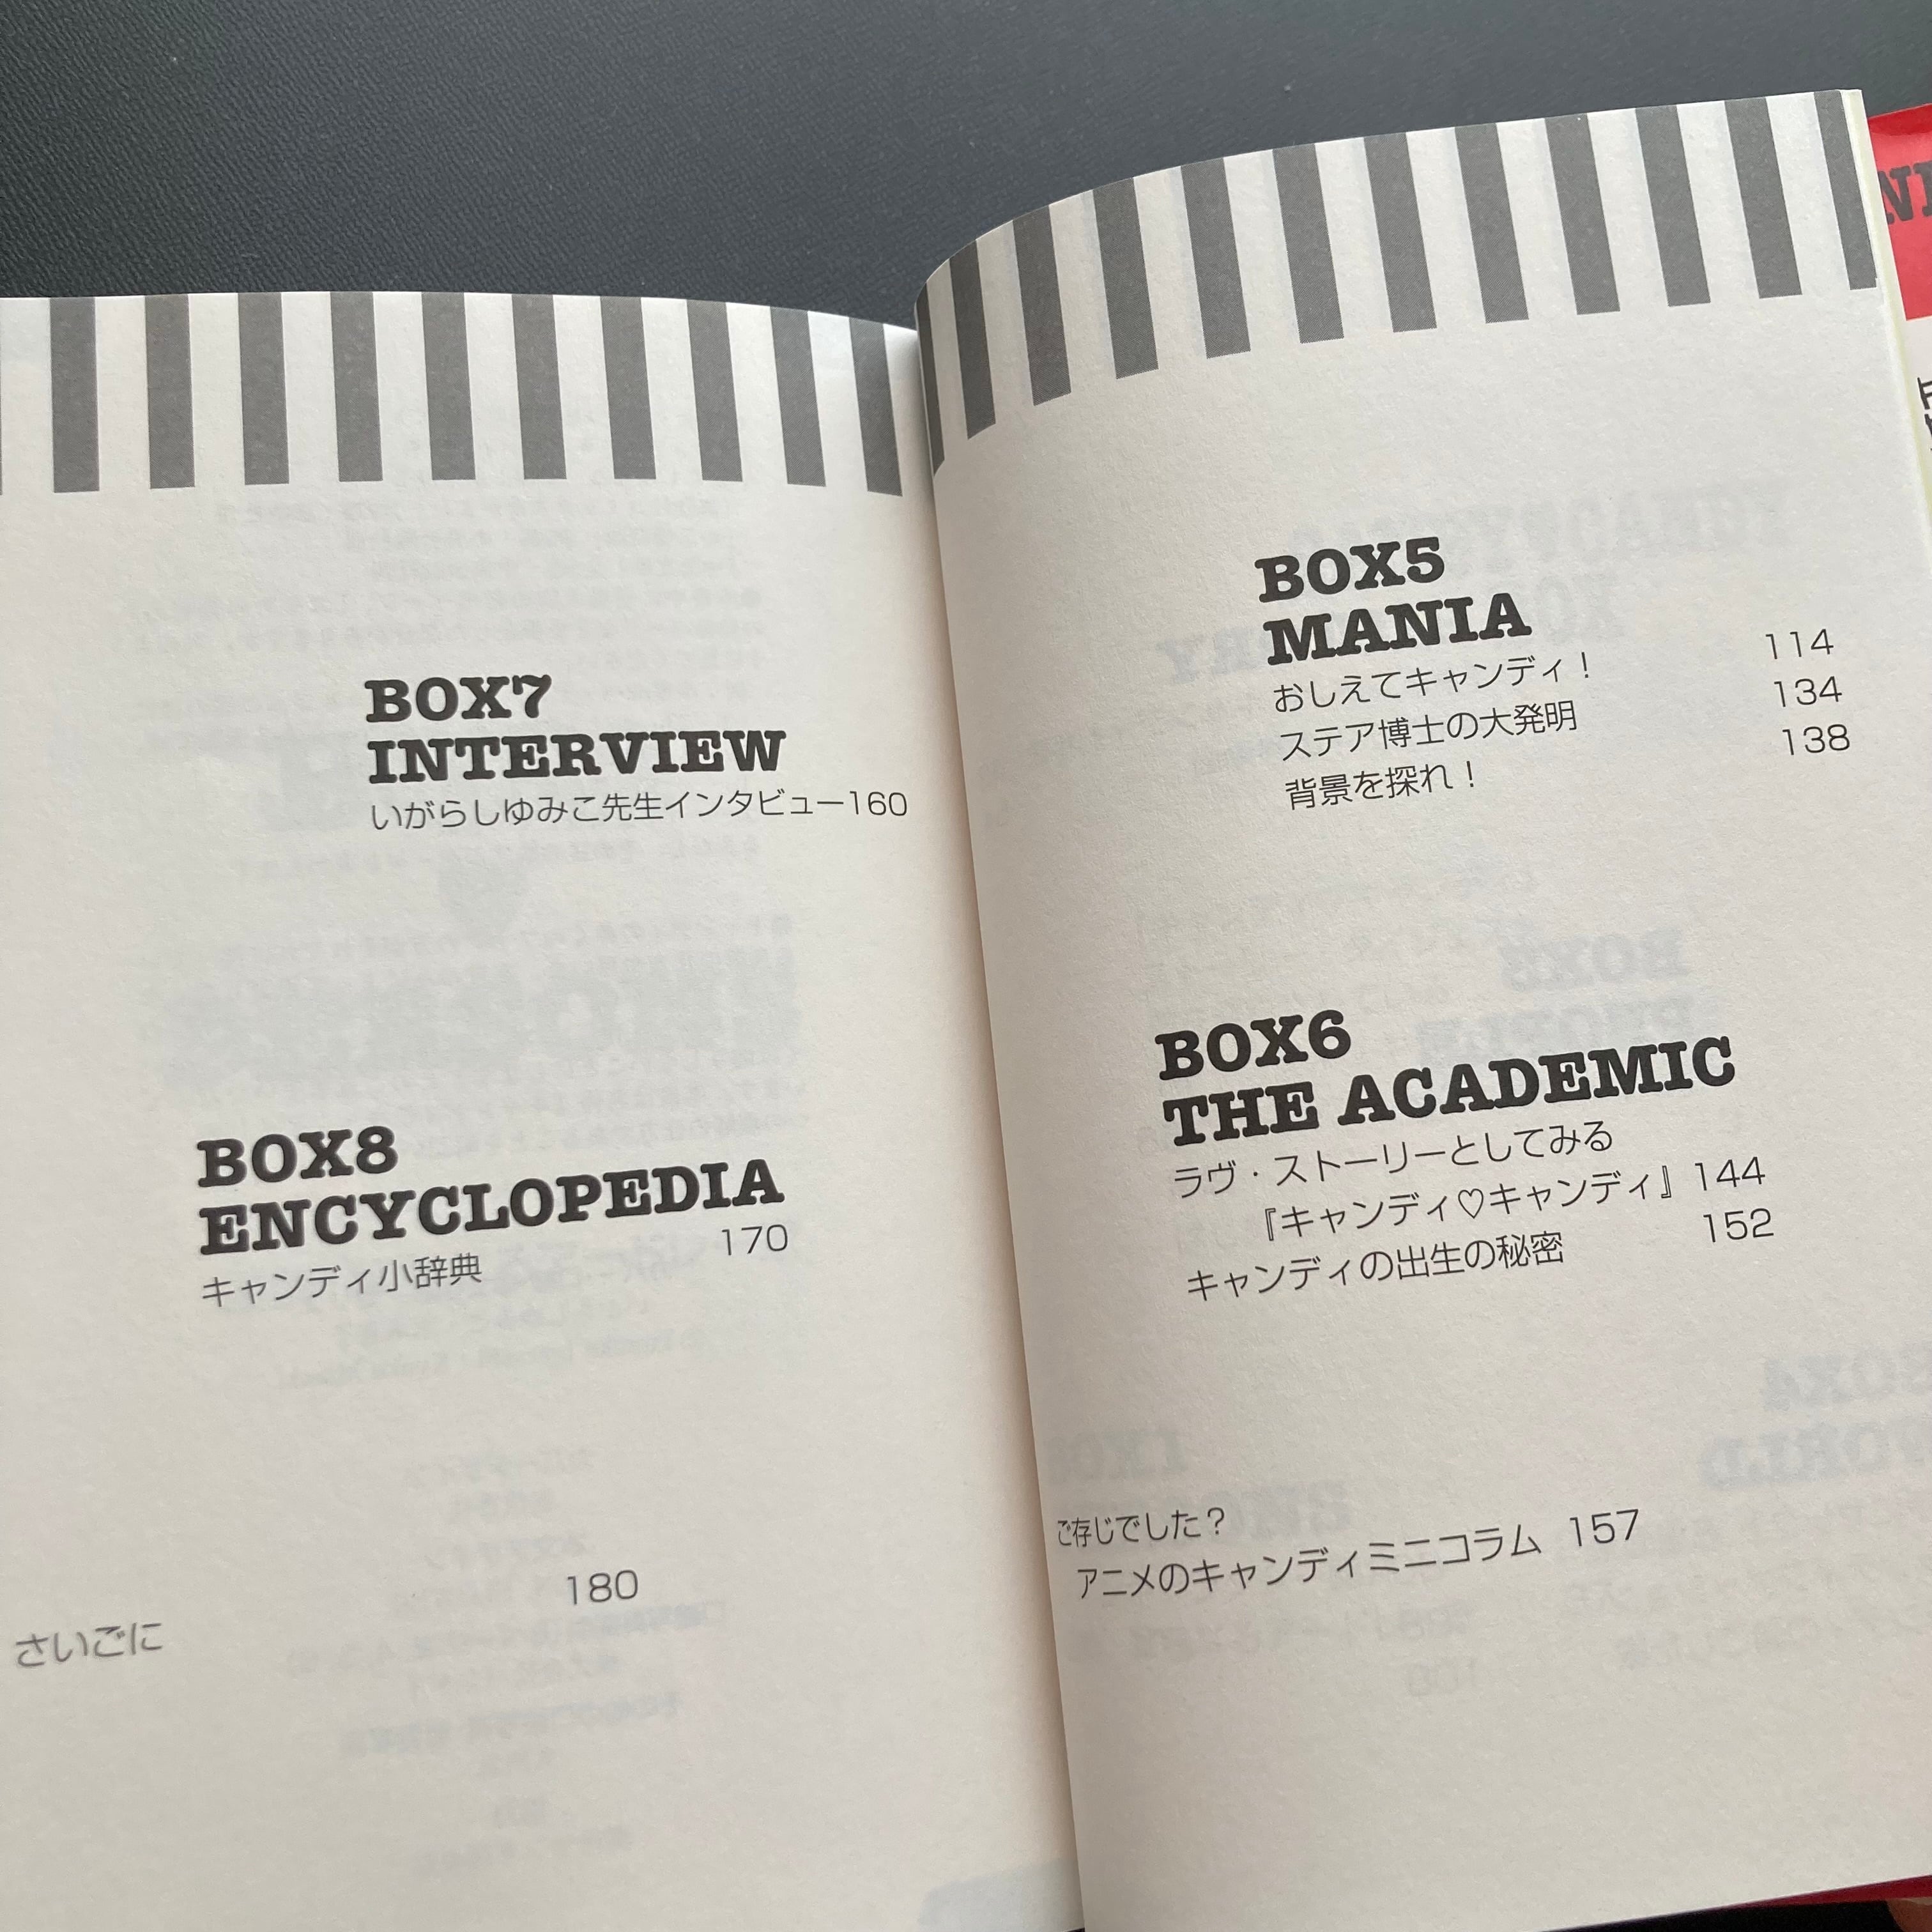 BOX5
MANIA
おしえてキャンディ！ 114
ステア博士の大発明 134
背景を探れ！ 138
BOX6
THE ACADEMIC
ラヴ・ストーリーとしてみる
『キャンディ♡キャンディ』 144
キャンディの出生の秘密 152
ご存じでした？
アニメのキャンディミニコラム 157
BOX7
INTERVIEW
いがらしゆみこ先生インタビュー160
BOX8
ENCYCLOPEDIA
キャンディ小辞典 170
さいごに 180